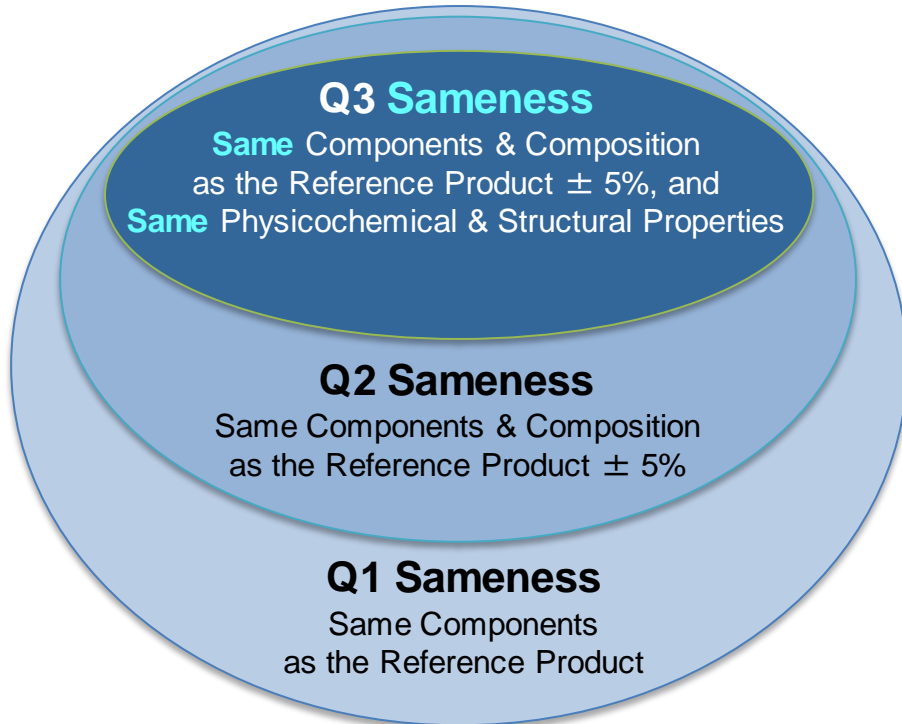 Q3 Sameness
Same Components & Composition
as the Reference Product ± 5%, and
Same Physicochemical & Structural Properties
Q2 Sameness
Same Components & Composition
as the Reference Product ± 5%
Q1 Sameness
Same Components
as the Reference Product